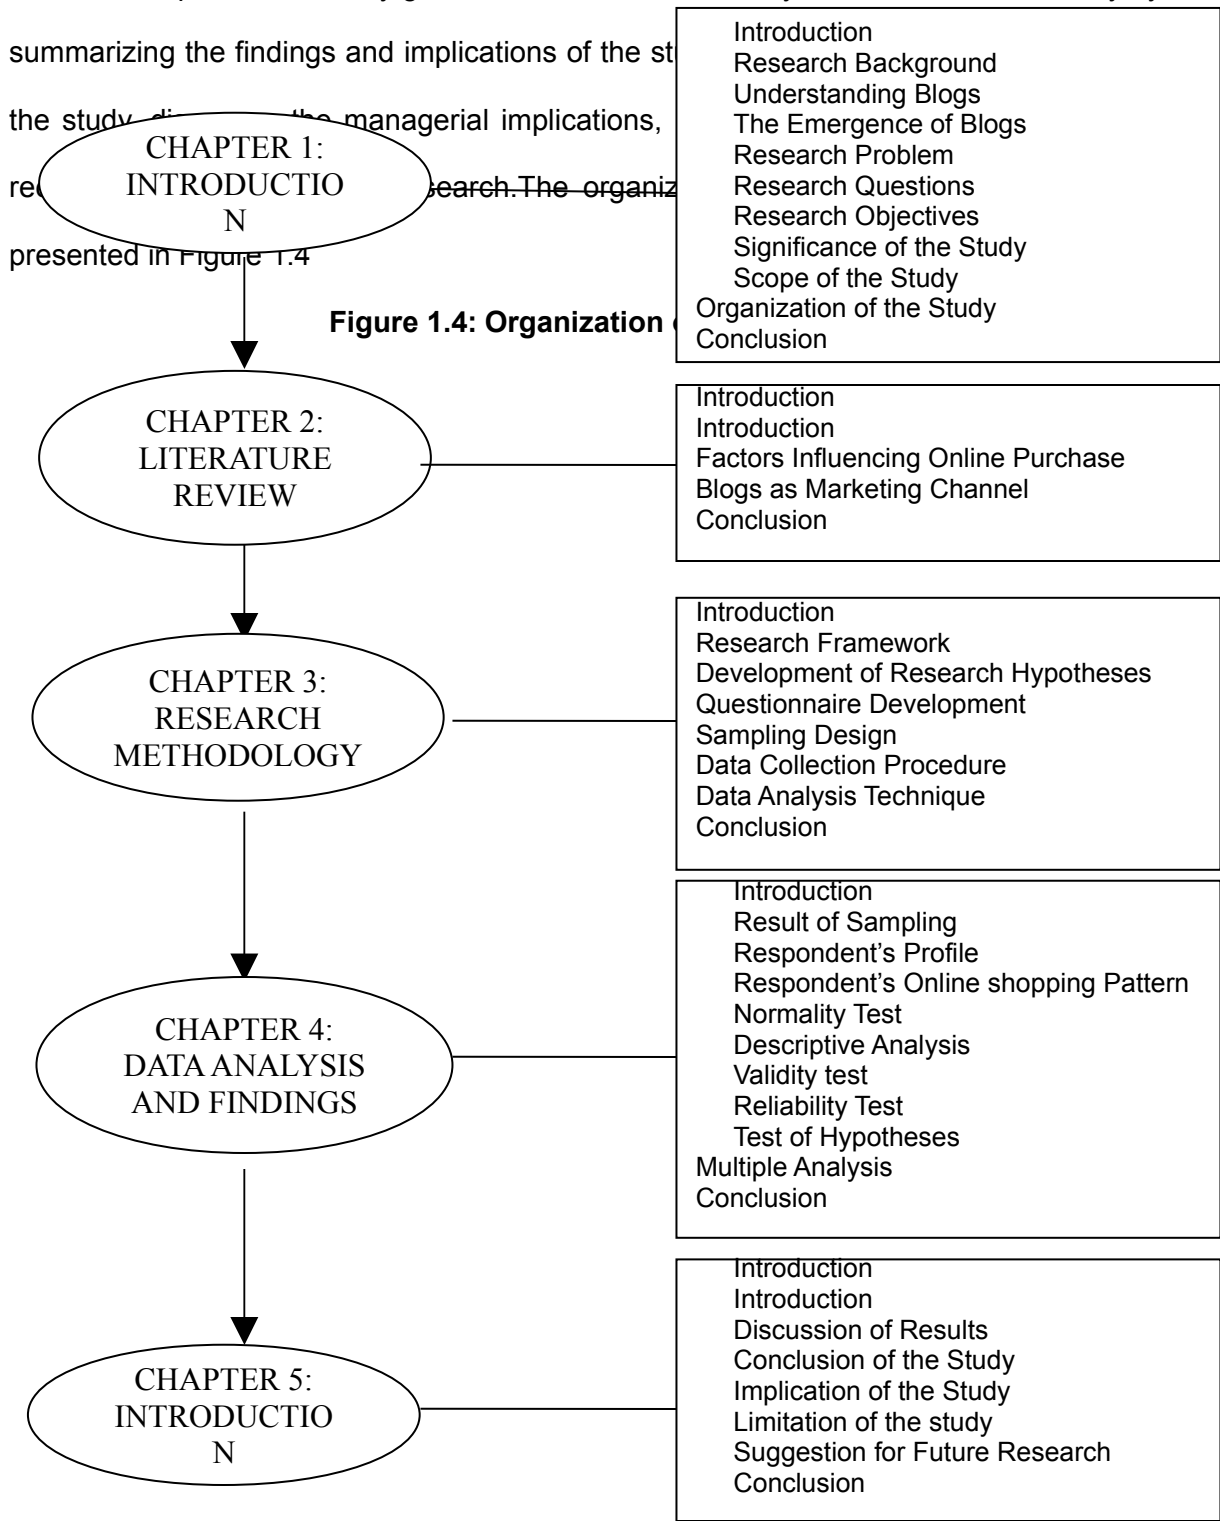 summarizing the findings and implications of the
the study, the managerial implications,
The organiz
presented in Figure 1.4
Figure 1.4: Organization
CHAPTER 1:
INTRODUCTIO
N
Introduction
Research Background
Understanding Blogs
The Emergence of Blogs
Research Problem
Research Questions
Research Objectives
Significance of the Study
Scope of the Study
Organization of the Study
Conclusion
CHAPTER 2:
LITERATURE
REVIEW
Introduction
Introduction
Factors Influencing Online Purchase
Blogs as Marketing Channel
Conclusion
CHAPTER 3:
RESEARCH
METHODOLOGY
Introduction
Research Framework
Development of Research Hypotheses
Questionnaire Development
Sampling Design
Data Collection Procedure
Data Analysis Technique
Conclusion
CHAPTER 4:
DATA ANALYSIS
AND FINDINGS
Introduction
Result of Sampling
Respondent’s Profile
Respondent’s Online shopping Pattern
Normality Test
Descriptive Analysis
Validity test
Reliability Test
Test of Hypotheses
Multiple Analysis
Conclusion
CHAPTER 5:
INTRODUCTIO
N
Introduction
Introduction
Discussion of Results
Conclusion of the Study
Implication of the Study
Limitation of the study
Suggestion for Future Research
Conclusion